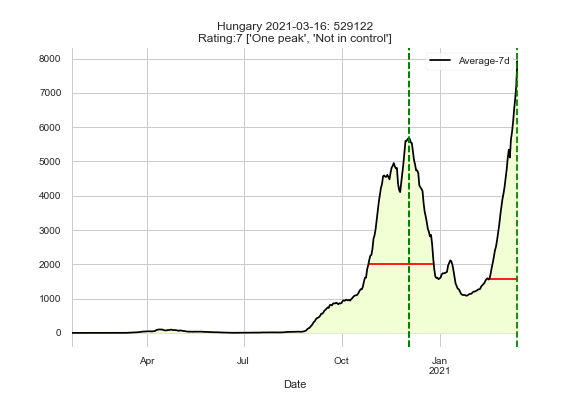 Hungary 2021-03-16: 529122
Rating:7 ['One peak', 'Not in control']
Average-7d
8000
7000
6000
5000
4000
3000
2000
1000
0
Apr
Jul
Oct
Jan
2021
Date